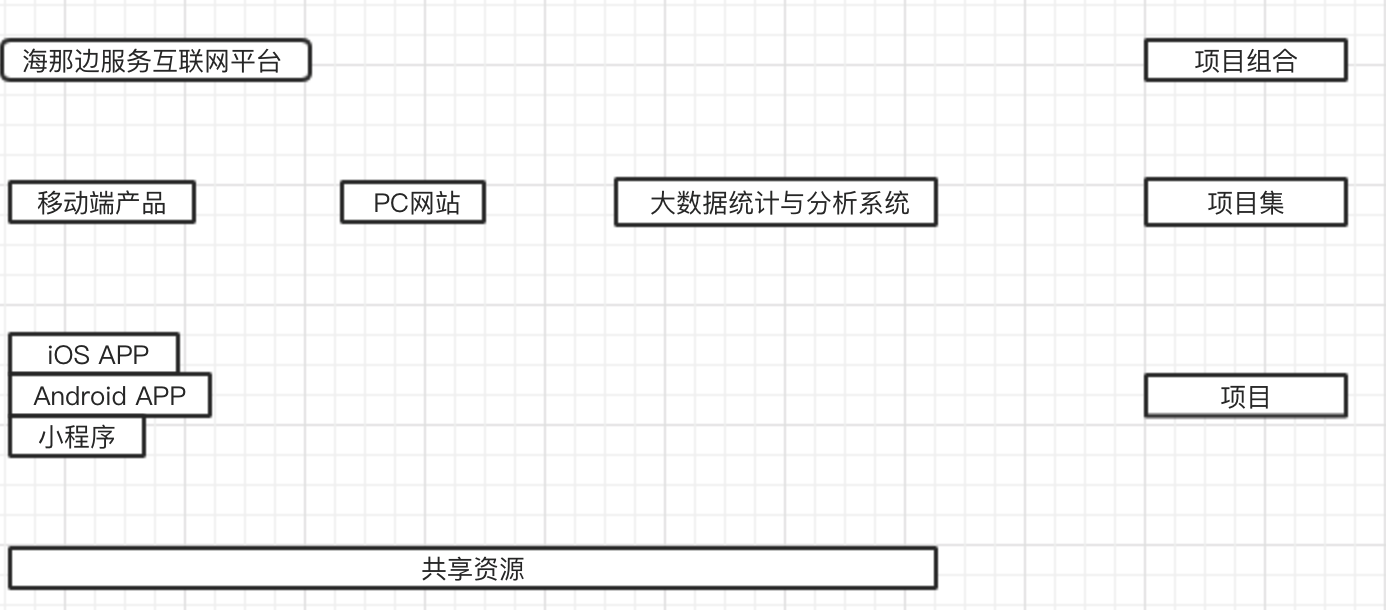 海那边服务互联网平台
项目组合
移动端产品
PC网站
大数据统计与分析系统
项目集
iOS APP
Android APP
小程序
项目
共享资源